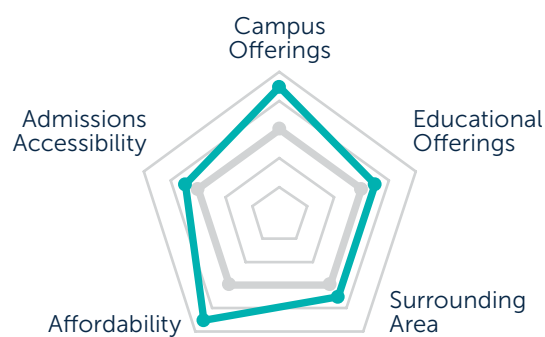 Campus
Offerings
Admissions
Accessibility
Educational
Offerings
Affordability
Surrounding
Area